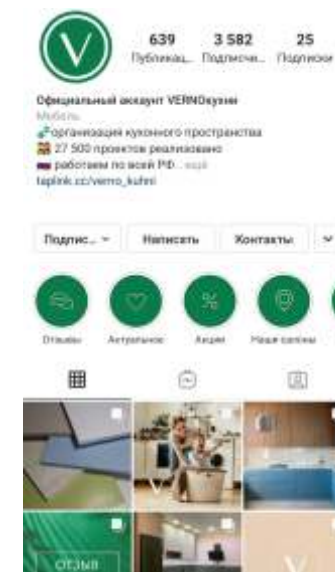 V
639 3 582 25
Публикац... Подписчи... Подписки
Официальный аккаунт VERNOкухни
Мебель
организация кухонного пространства
27 500 проектов реализовано
работаем по всей РФ... ещё
taplink.cc/verno_kuhni
Подпис... Написать Контакты
Отзывы Актуальное Акции Наши салоны
V
ОТЗЫВ
V